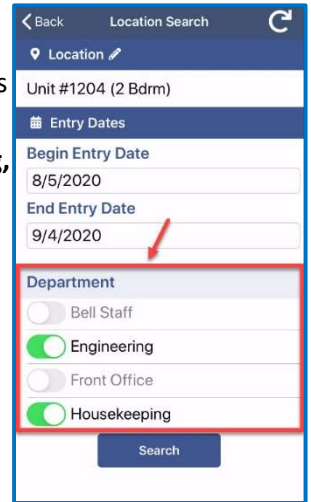 Back Location Search
Location
s
Unit #1204 (2 Bdrm)
Entry Dates
Begin Entry Date
g,
8/5/2020
End Entry Date
9/4/2020
Department
Bell Staff
Engineering
Front Office
Housekeeping
Search